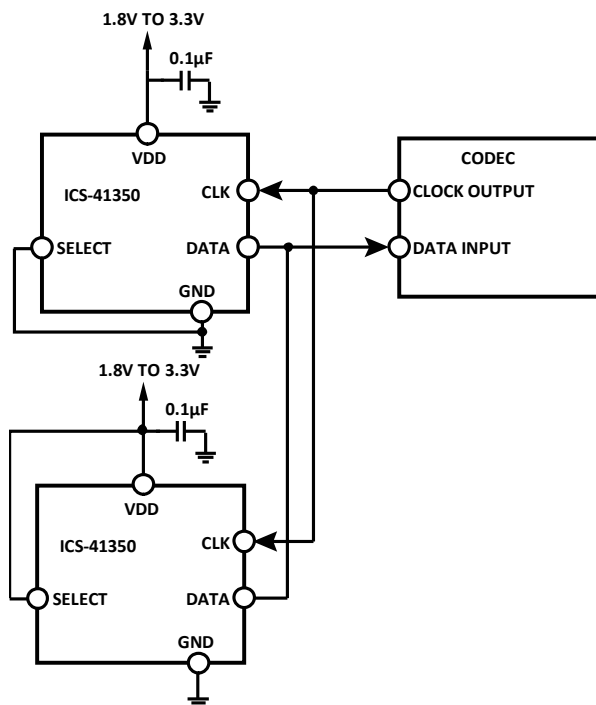 1.8V TO 3.3V
0.1µF
VDD
CODEC
ICS-41350
CLK
CLOCK OUTPUT
SELECT
DATA
DATA INPUT
GND
1.8V TO 3.3V
0.1µF
VDD
ICS-41350
CLK
SELECT
DATA
GND